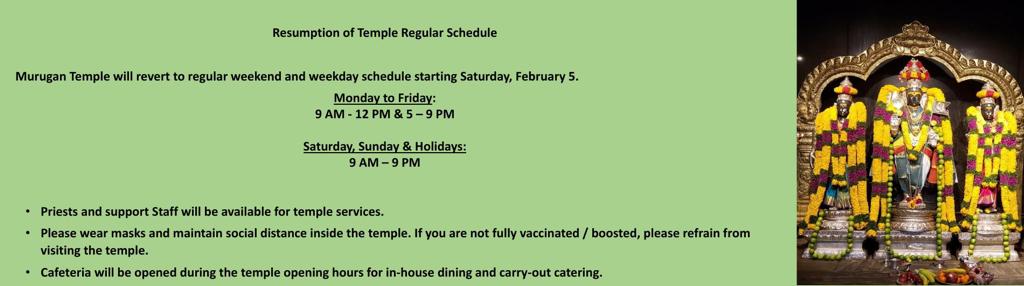 Resumption of Temple Regular Schedule
Murugan Temple will revert to regular weekend and weekday schedule starting Saturday, February 5.
Monday to Friday:
9 AM - 12 PM & 5 – 9 PM
Saturday, Sunday & Holidays:
9 AM – 9 PM
• Priests and support Staff will be available for temple services.
• Please wear masks and maintain social distance inside the temple. If you are not fully vaccinated / boosted, please refrain from
visiting the temple.
• Cafeteria will be opened during the temple opening hours for in-house dining and carry-out catering.